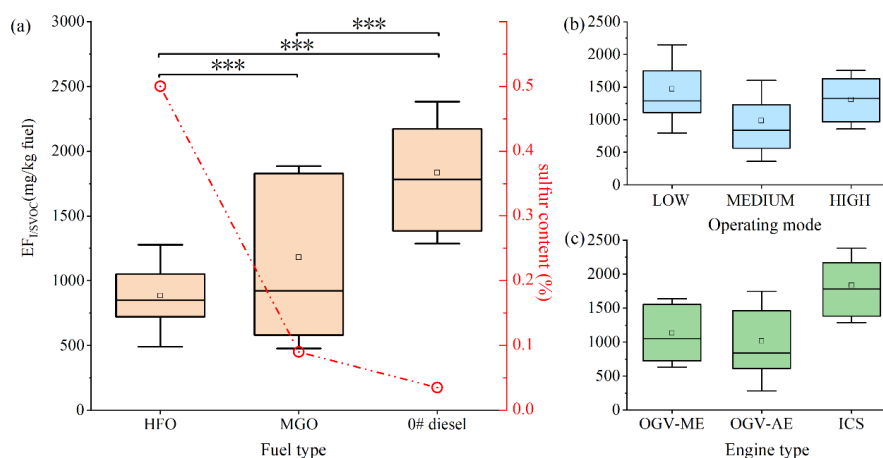 (a)
3000
2500
2000
1500
1000
500
0
EF_I/SVOC(mg/kg fuel)
***
***
***
HFO
MGO
0# diesel
Fuel type
0.5
0.4
0.3
0.2
0.1
0.0
sulfur content (%)
(b)
2500
2000
1500
1000
500
0
LOW
MEDIUM
HIGH
Operating mode
(c)
2500
2000
1500
1000
500
0
OGV-ME
OGV-AE
ICS
Engine type